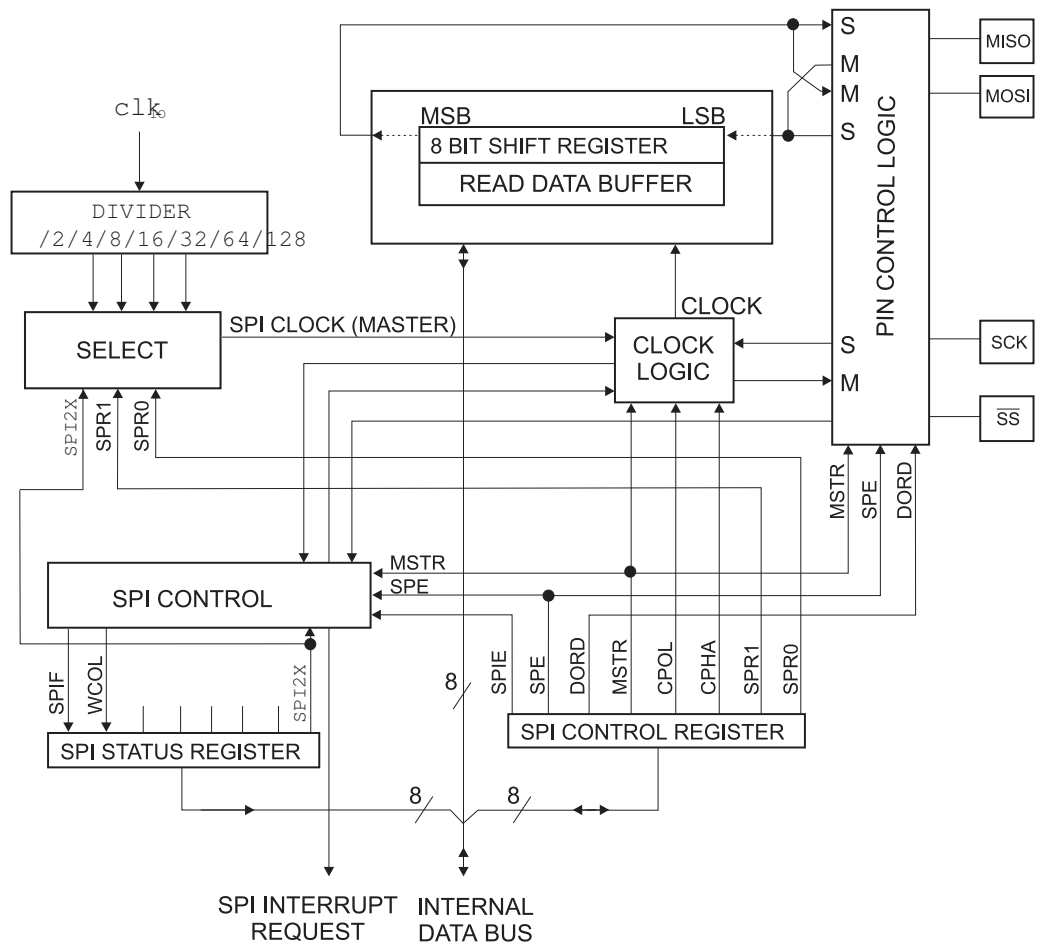 S
MISO
M
M
MOSI
clkIO
MSB
LSB
S
8 BIT SHIFT REGISTER
READ DATA BUFFER
PIN CONTROL LOGIC
DIVIDER
/2/4/8/16/32/64/128
CLOCK
SPI CLOCK (MASTER)
SELECT
CLOCK
LOGIC
S
M
SCK
SS
SPI2X
SPR1
SPR0
MSTR
SPE
DORD
MSTR
SPE
SPI CONTROL
SPIF
WCOL
SPI2X
8
SPIE
SPE
DORD
MSTR
CPOL
CPHA
SPR1
SPR0
SPI STATUS REGISTER
SPI CONTROL REGISTER
8
8
SPI INTERRUPT
REQUEST
INTERNAL
DATA BUS